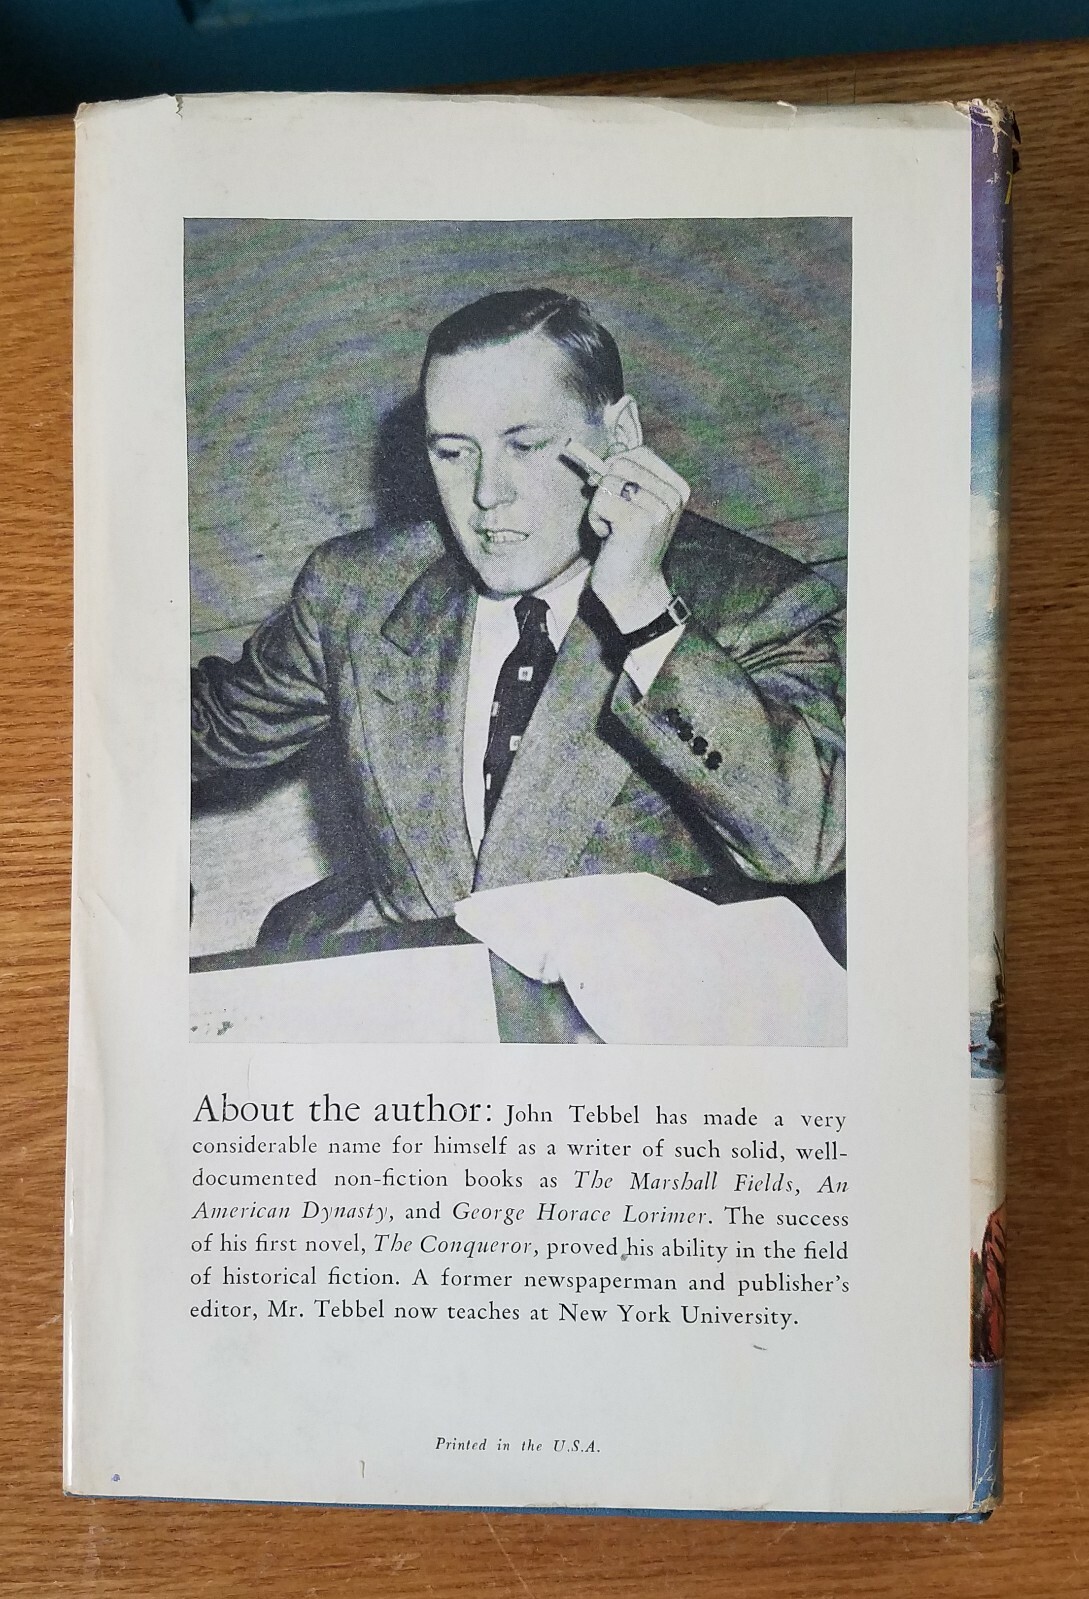 About the author: John Tebbel has made a very
considerable name for himself as a writer of such solid, well-
documented non-fiction books as The Marshall Fields, An
American Dynasty, and George Horace Lorimer. The success
of his first novel, The Conqueror, proved his ability in the field
of historical fiction. A former newspaperman and publisher's
editor, Mr. Tebbel now teaches at New York University.
Printed in the U.S.A.